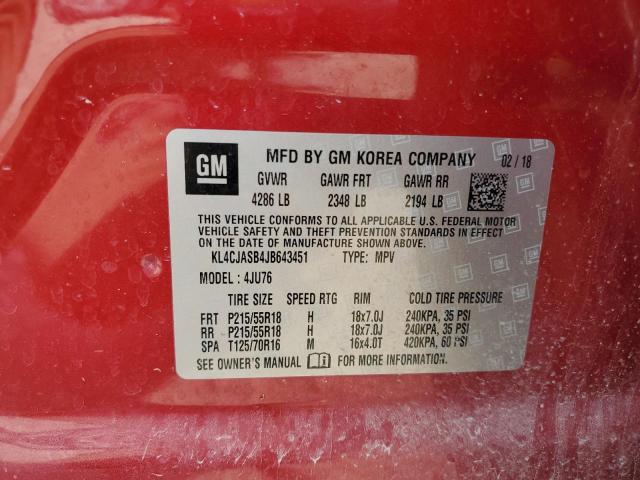 GM MFD BY GM KOREA COMPANY 02 / 18
GVWR GAWR FRT GAWR RR
4286 LB 2348 LB 2194 LB
THIS VEHICLE CONFORMS TO ALL APPLICABLE U.S. FEDERAL MOTOR
VEHICLE SAFETY AND THEFT PREVENTION STANDARDS IN EFFECT
ON THE DATE OF MANUFACTURE SHOWN ABOVE.
KL4CJASB4JB643451 TYPE: MPV
MODEL : 4JU76
TIRE SIZE SPEED RTG RIM COLD TIRE PRESSURE
FRT P215/55R18 H 18x7.0J 240KPA, 35 PSI
RR P215/55R18 H 18x7.0J 240KPA, 35 PSI
SPA T125/70R16 M 16x4.0T 420KPA, 60 PSI
SEE OWNER'S MANUAL FOR MORE INFORMATION.